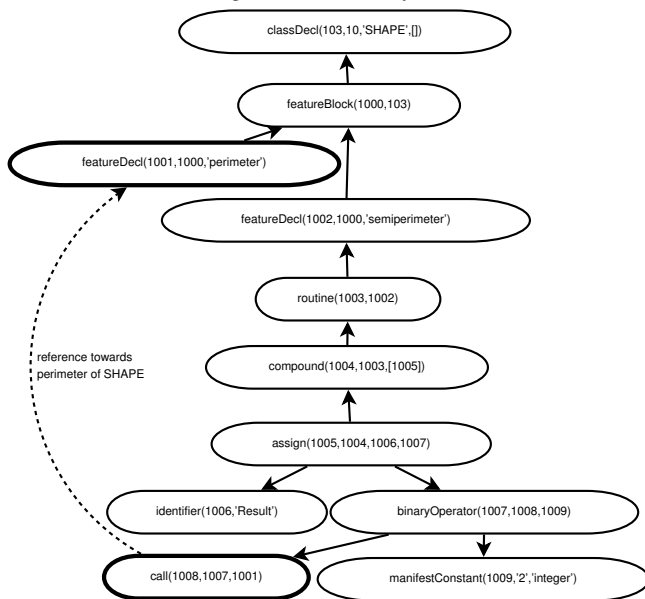 classDecl(103,10,'SHAPE',[])
featureBlock(1000,103)
featureDecl(1001,1000,'perimeter')
featureDecl(1002,1000,'semiperimeter')
routine(1003,1002)
reference towards
perimeter of SHAPE
compound(1004,1003,[1005])
assign(1005,1004,1006,1007)
identifier(1006,'Result')
binaryOperator(1007,1008,1009)
call(1008,1007,1001)
manifestConstant(1009,'2','integer')